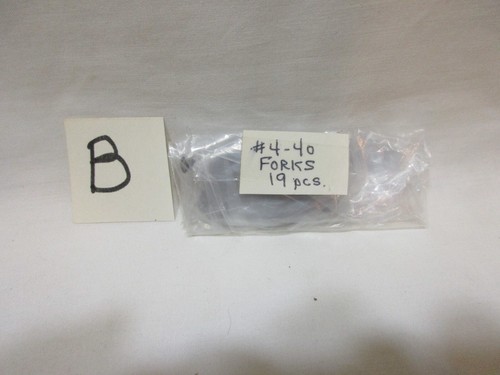 B
#4-40
FORKS
19 pcs.